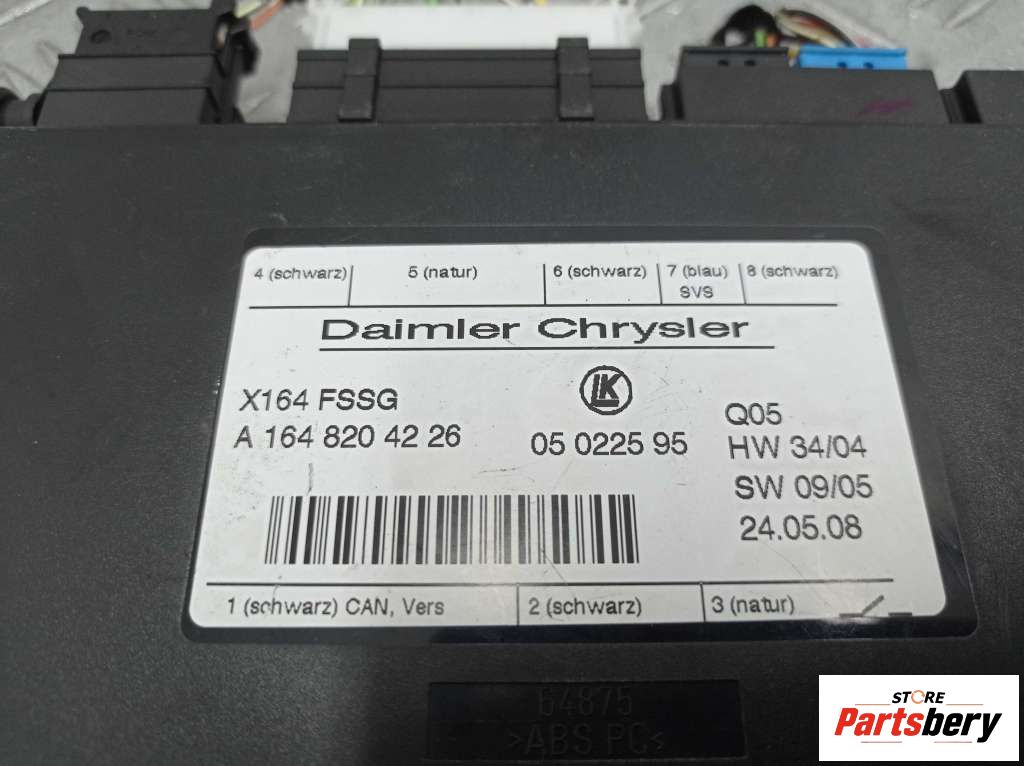 4 (schwarz) 5 (natur) 6 (schwarz) 7 (blau) 8 (schwarz)
SVS
Daimler Chrysler
X164 FSSG LK Q05
A 164 820 42 26 05 0225 95 HW 34/04
SW 09/05
24.05.08
1 (schwarz) CAN, Vers 2 (schwarz) 3 (natur)
64875
>ABS PC<
STORE
Partsbery